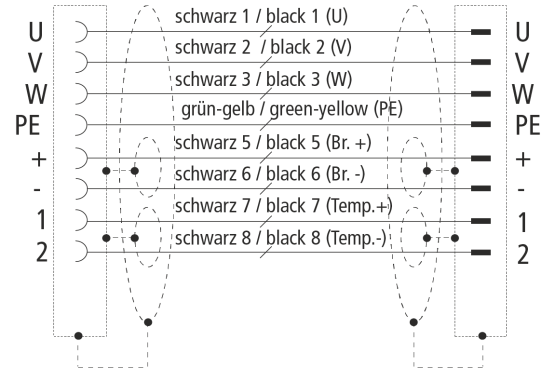 U schwarz 1 / black 1 (U) U
V schwarz 2 / black 2 (V) V
W schwarz 3 / black 3 (W) W
PE grün-gelb / green-yellow (PE) PE
+ schwarz 5 / black 5 (Br. +) +
- schwarz 6 / black 6 (Br. -) -
1 schwarz 7 / black 7 (Temp.+) 1
2 schwarz 8 / black 8 (Temp.-) 2